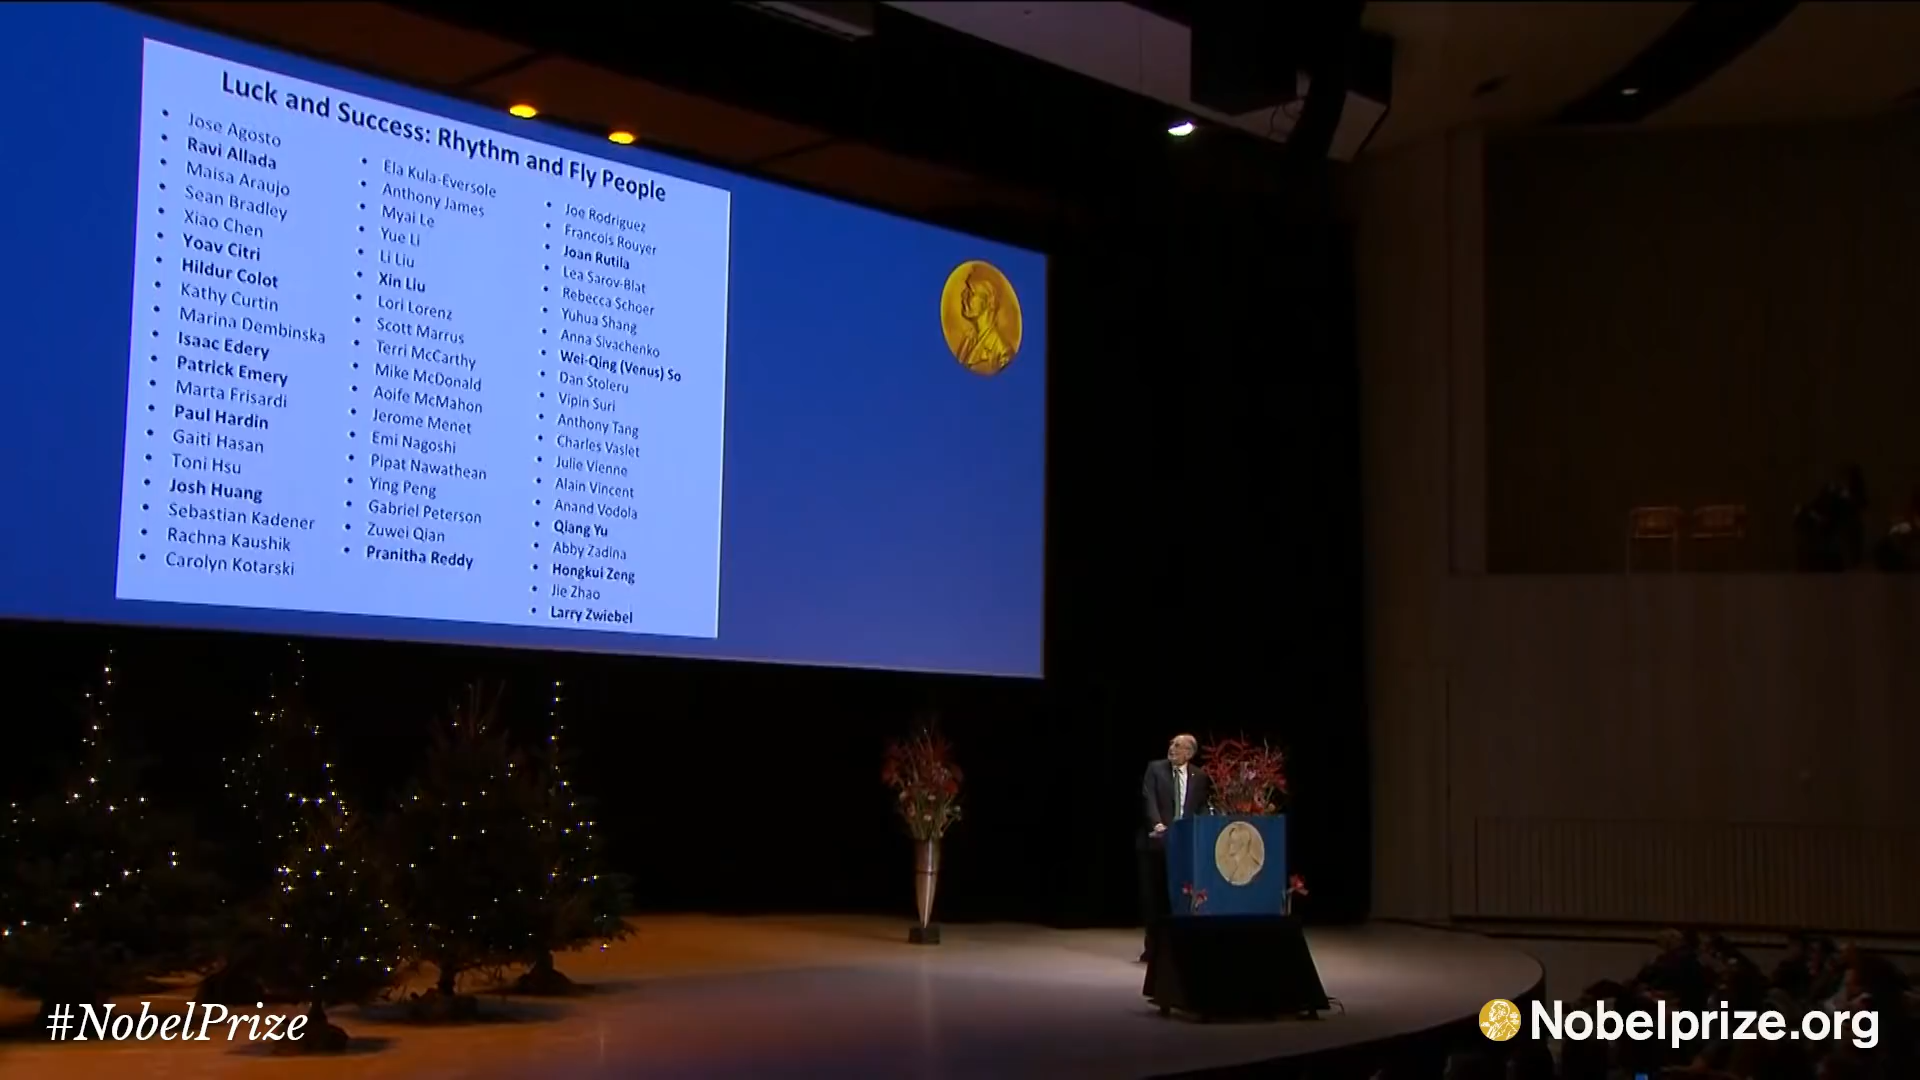 Luck and Success: Rhythm and Fly People
• Jose Agosto
• Ravi Allada
• Maisa Araujo
• Sean Bradley
• Xiao Chen
• Yoav Citri
• Hildur Colot
• Kathy Curtin
• Marina Dembinska
• Isaac Edery
• Patrick Emery
• Marta Frisardi
• Paul Hardin
• Gaiti Hasan
• Toni Hsu
• Josh Huang
• Sebastian Kadener
• Rachna Kaushik
• Carolyn Kotarski
• Ela Kula-Eversole
• Anthony James
• Myai Le
• Yue Li
• Li Liu
• Xin Liu
• Lori Lorenz
• Scott Marrus
• Terri McCarthy
• Mike McDonald
• Aoife McMahon
• Jerome Menet
• Emi Nagoshi
• Pipat Nawathean
• Ying Peng
• Gabriel Peterson
• Zuwei Qian
• Pranitha Reddy
• Joe Rodriguez
• Francois Rouyer
• Joan Rutila
• Lea Sarov-Blat
• Rebecca Schoer
• Yuhua Shang
• Anna Sivachenko
• Wei-Qing (Venus) So
• Dan Stoleru
• Vipin Suri
• Anthony Tang
• Charles Vaslet
• Julie Vienne
• Alain Vincent
• Anand Vodola
• Qiang Yu
• Abby Zadina
• Hongkui Zeng
• Jie Zhao
• Larry Zwiebel
#NobelPrize
Nobelprize.org